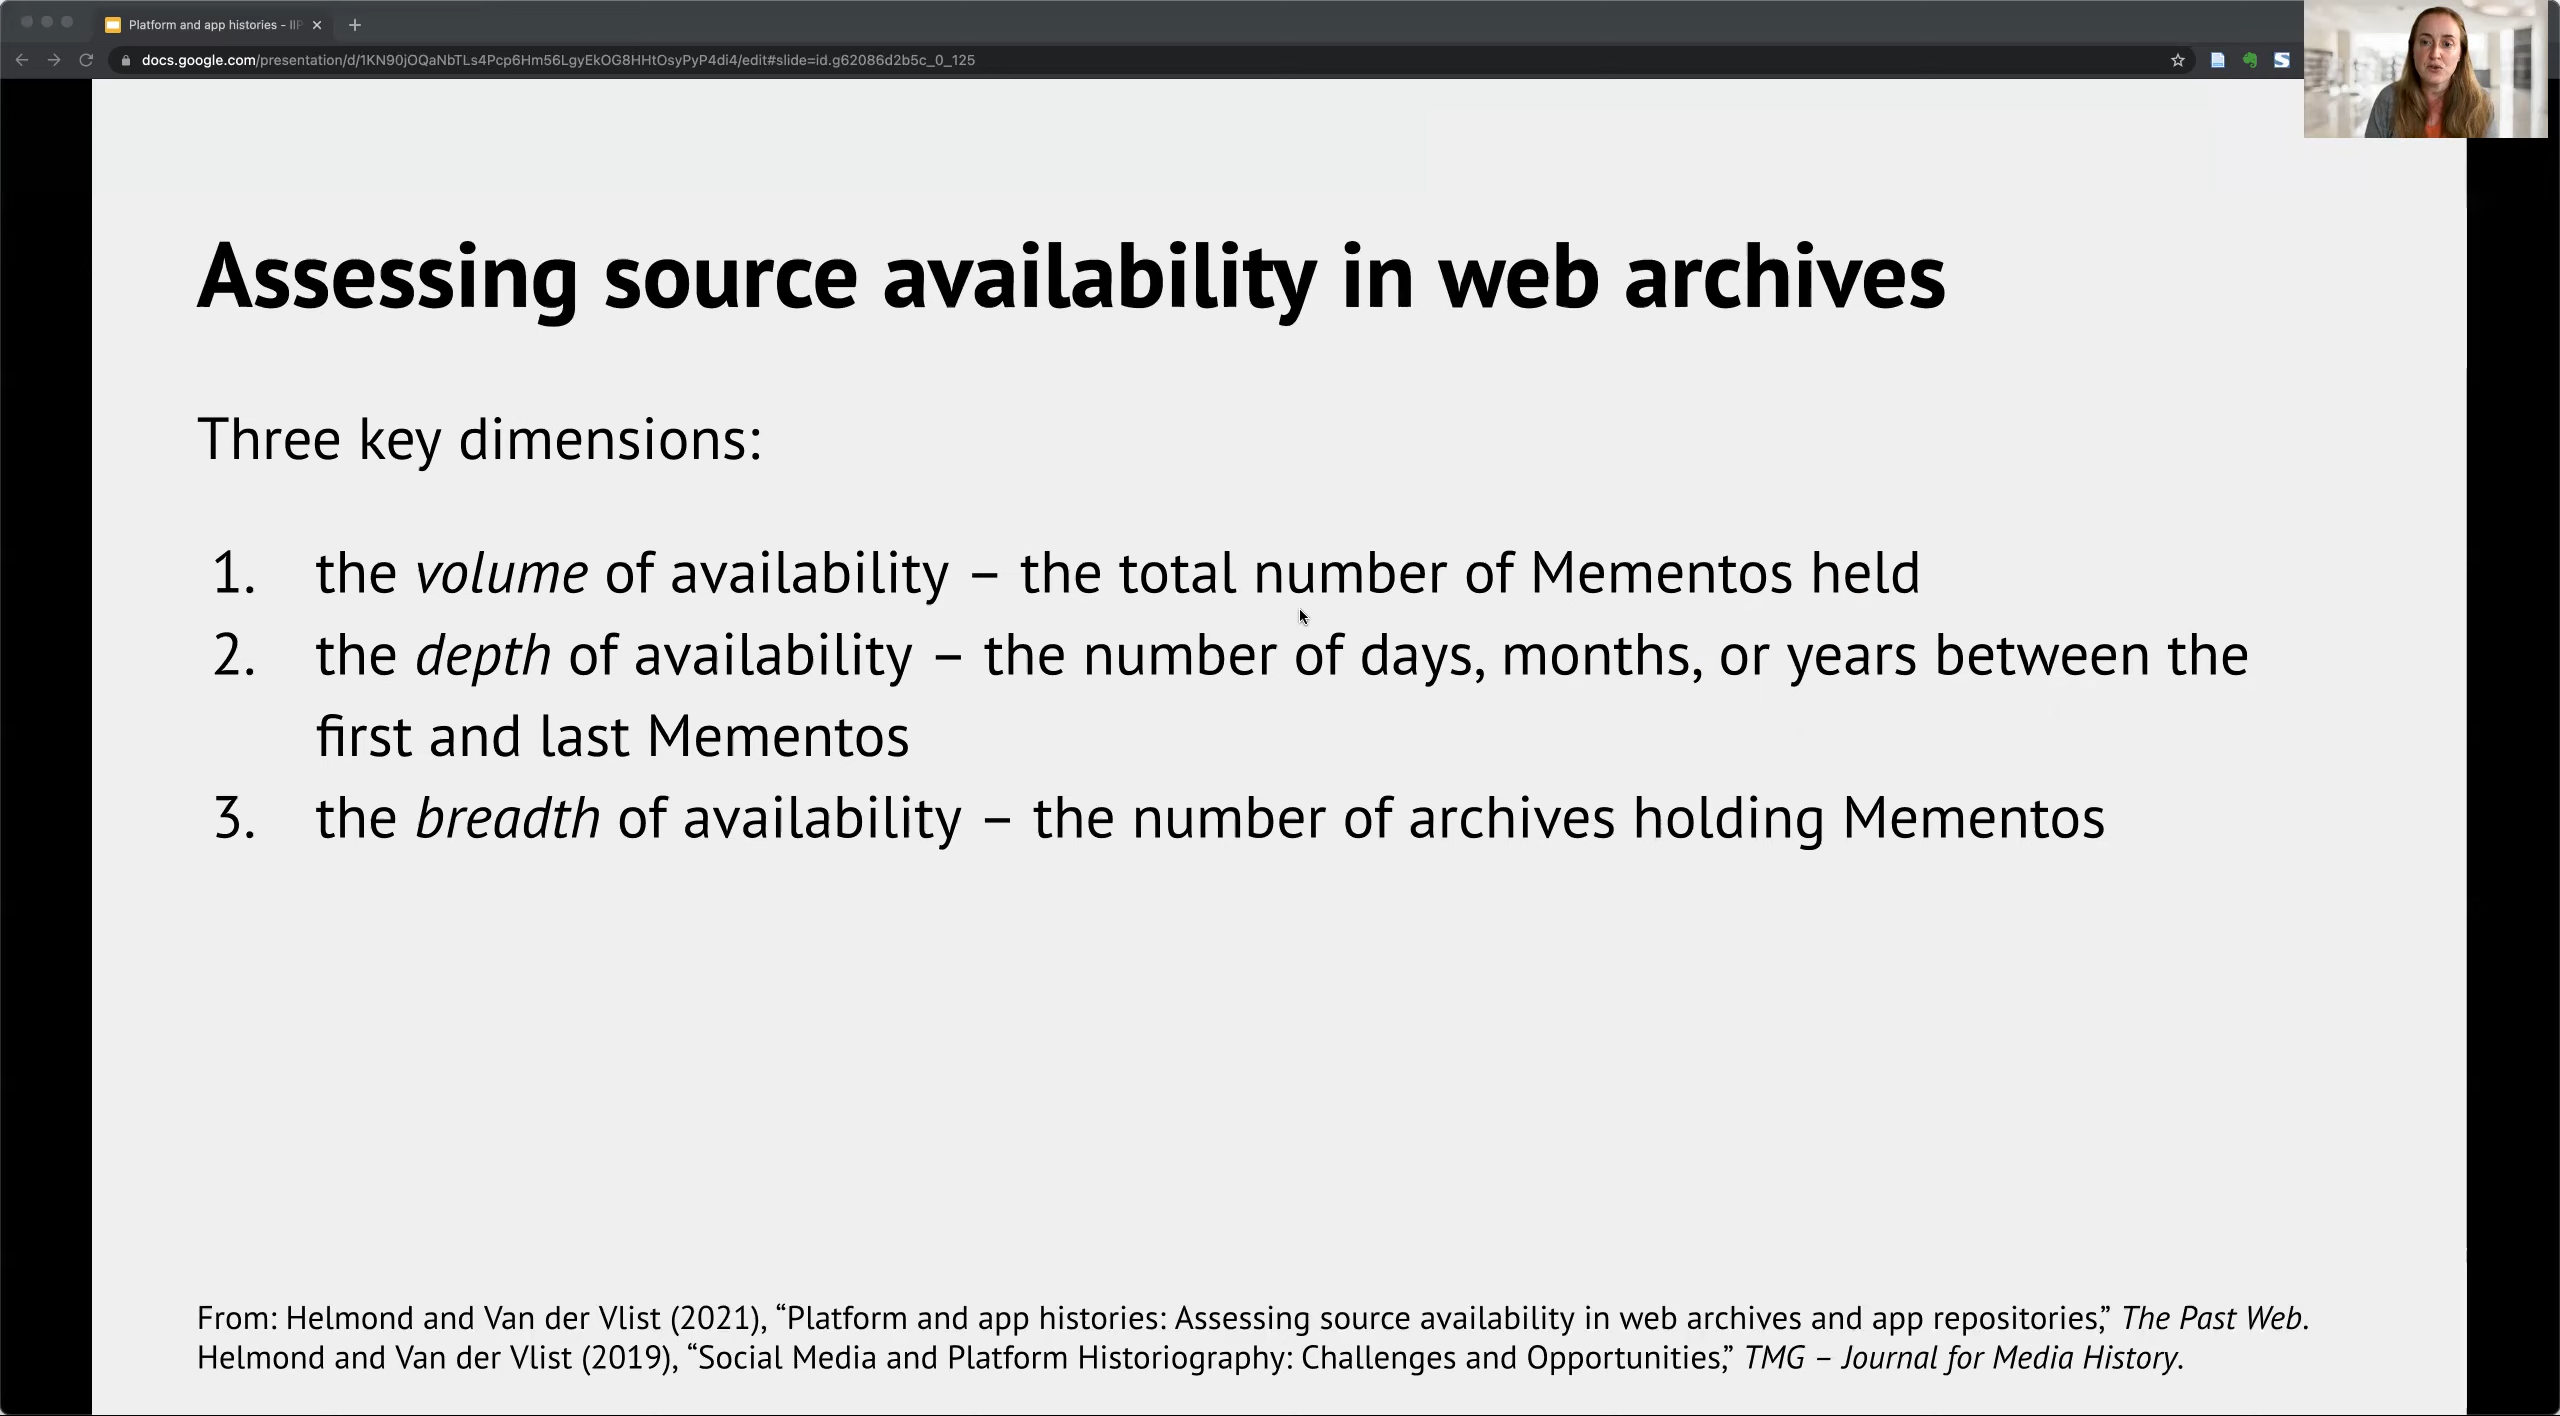 Platform and app histories - IIP
docs.google.com/presentation/d/1KN90jOQaNbTLs4Pcp6Hm56LgyEkOG8HHtOsyPyP4di4/edit#slide=id.g62086d2b5c_0_125
Assessing source availability in web archives
Three key dimensions:
1. the volume of availability – the total number of Mementos held
2. the depth of availability – the number of days, months, or years between the
first and last Mementos
3. the breadth of availability – the number of archives holding Mementos
From: Helmond and Van der Vlist (2021), “Platform and app histories: Assessing source availability in web archives and app repositories,” The Past Web.
Helmond and Van der Vlist (2019), “Social Media and Platform Historiography: Challenges and Opportunities,” TMG – Journal for Media History.